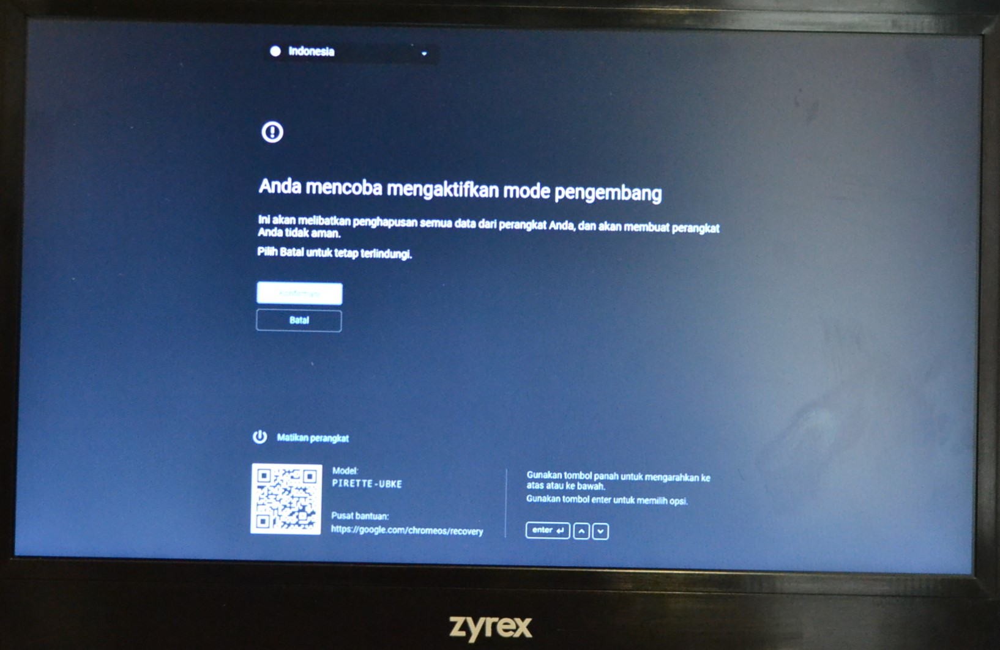 Indonesia
Anda mencoba mengaktifkan mode pengembang
Ini akan melibatkan penghapusan semua data dari perangkat Anda, dan akan membuat perangkat
Anda tidak aman.
Pilih Batal untuk tetap terlindungi.
Konfirmasi
Batal
Matikan perangkat
Model:
PIRETTE-UBKE
Pusat bantuan:
https://google.com/chromeos/recovery
Gunakan tombol panah untuk mengarahkan ke
atas atau ke bawah.
Gunakan tombol enter untuk memilih opsi.
enter
zyrex